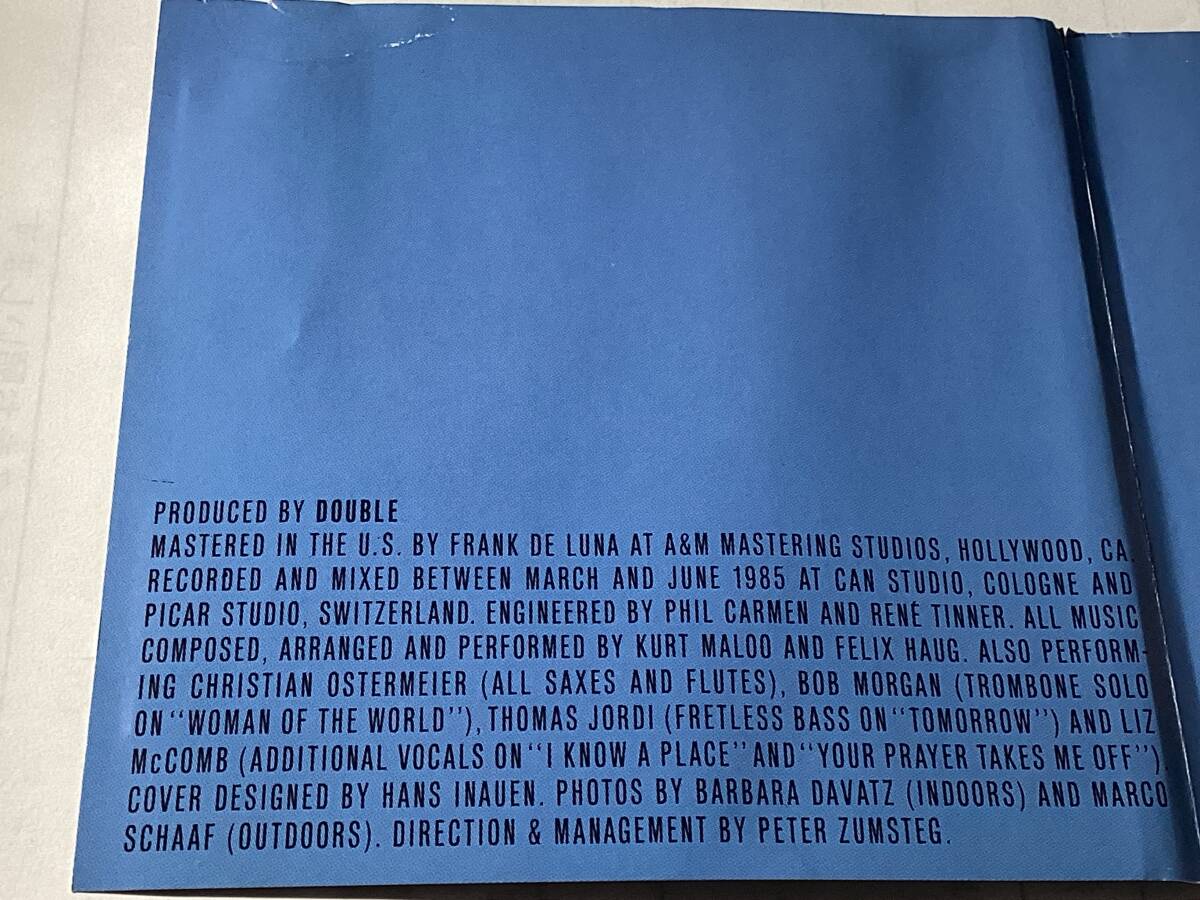 PRODUCED BY DOUBLE
MASTERED IN THE U.S. BY FRANK DE LUNA AT A&M MASTERING STUDIOS, HOLLYWOOD, CA.
RECORDED AND MIXED BETWEEN MARCH AND JUNE 1985 AT CAN STUDIO, COLOGNE AND
PICAR STUDIO, SWITZERLAND. ENGINEERED BY PHIL CARMEN AND RENÉ TINNER. ALL MUSIC
COMPOSED, ARRANGED AND PERFORMED BY KURT MALOO AND FELIX HAUG. ALSO PERFORM-
ING CHRISTIAN OSTERMEIER (ALL SAXES AND FLUTES), BOB MORGAN (TROMBONE SOLO
ON "WOMAN OF THE WORLD"), THOMAS JORDI (FRETLESS BASS ON "TOMORROW") AND LIZ
McCOMB (ADDITIONAL VOCALS ON "I KNOW A PLACE" AND "YOUR PRAYER TAKES ME OFF").
COVER DESIGNED BY HANS INAUEN. PHOTOS BY BARBARA DAVATZ (INDOORS) AND MARCO
SCHAAF (OUTDOORS). DIRECTION & MANAGEMENT BY PETER ZUMSTEG.